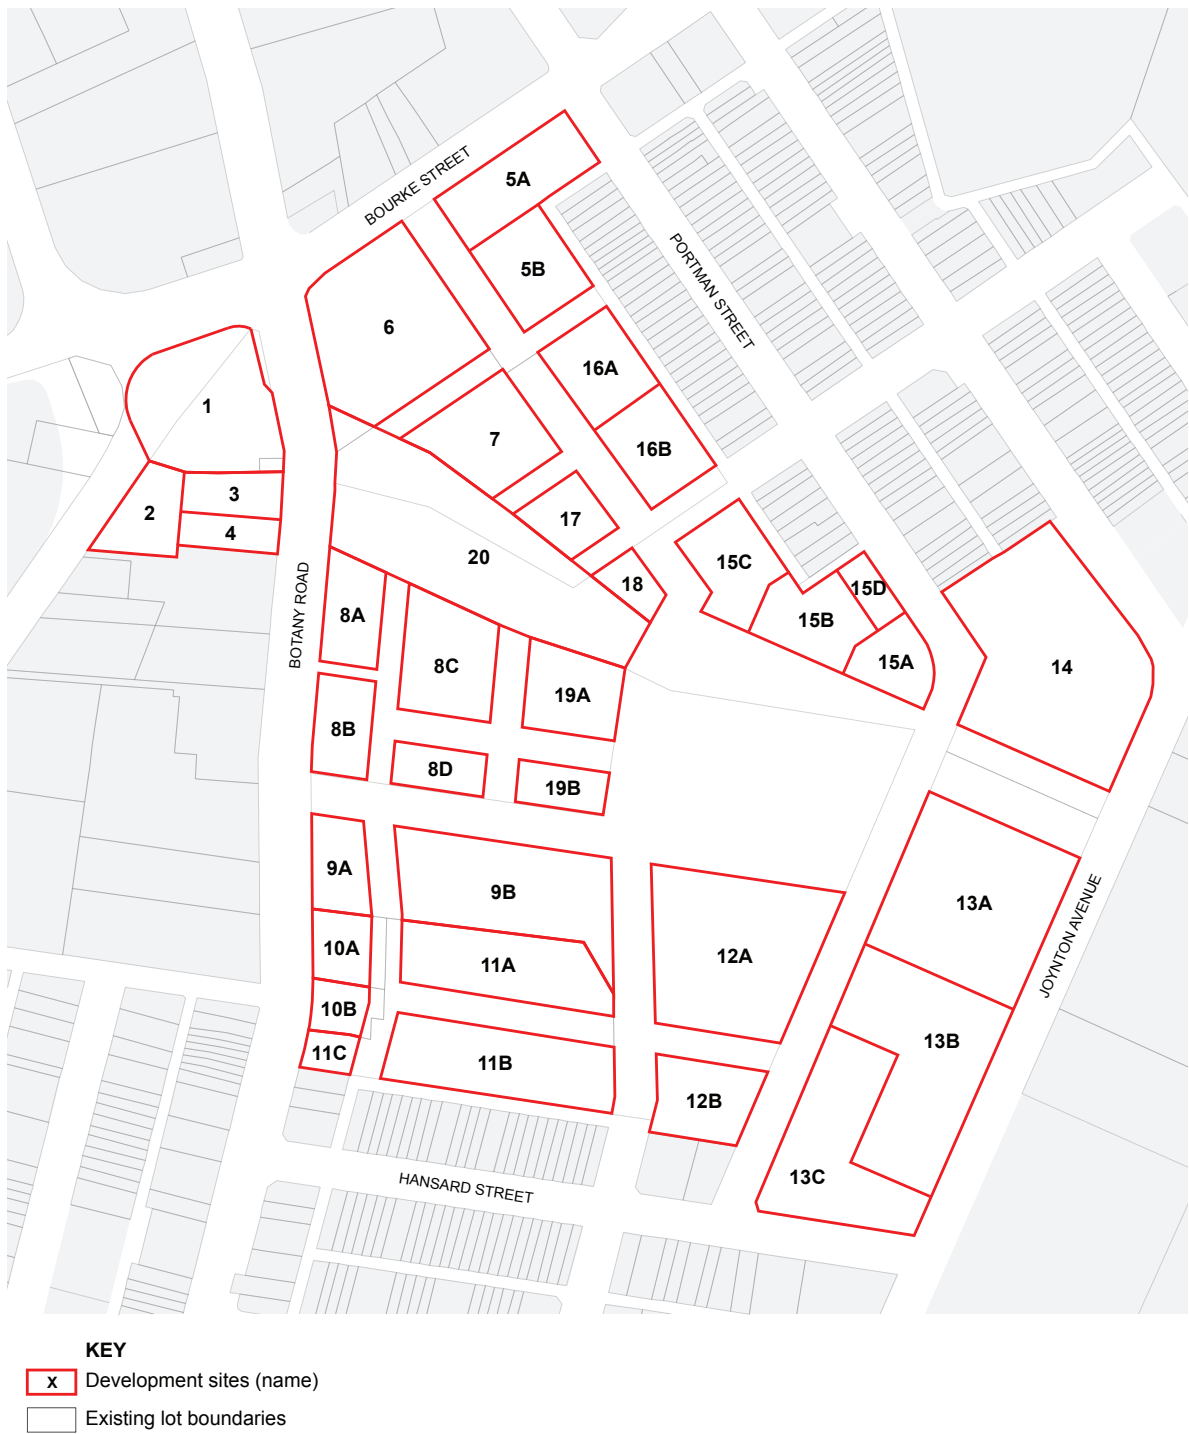 BOURKE STREET
5A
5B
PORTMAN STREET
6
16A
1
7
16B
3
2
17
4
20
15C
18
15D
BOTANY ROAD
8A
15B
8C
15A
14
19A
8B
8D
19B
9A
9B
13A
10A
11A
12A
JOYNTON AVENUE
10B
13B
11C
11B
12B
13C
HANSARD STREET
KEY
X Development sites (name)
Existing lot boundaries